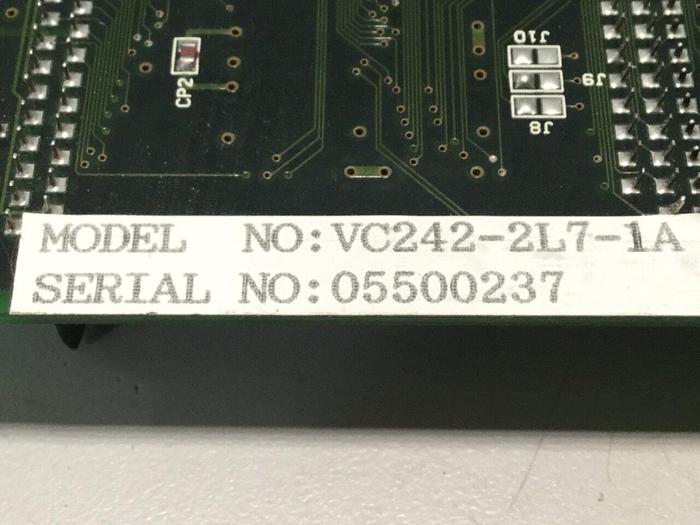 J10
J9
J8
CP2
MODEL NO:VC242-2L7-1A
SERIAL NO:05500237